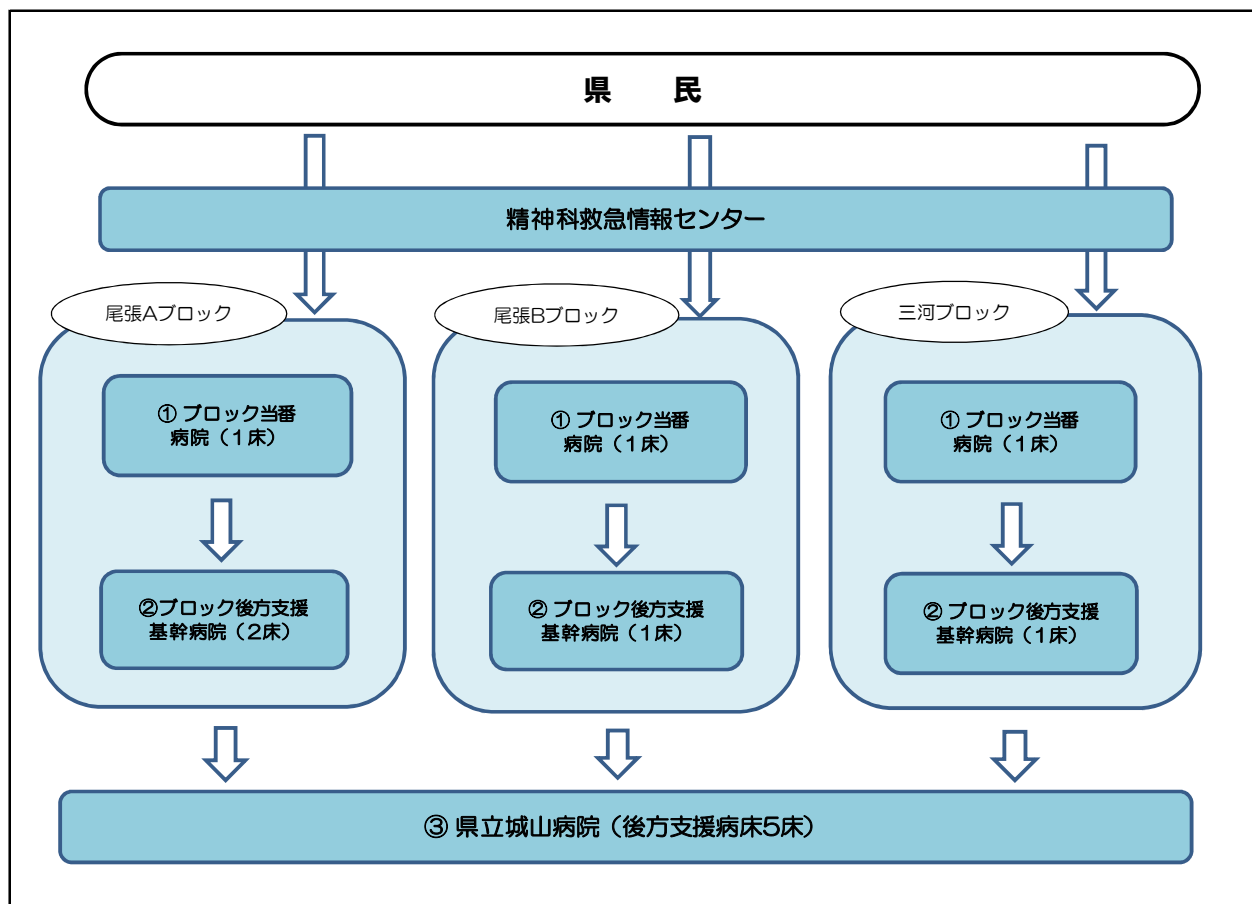 県　民
精神科救急情報センター
尾張Aブロック
① ブロック当番
病院（１床）
②ブロック後方支援
基幹病院（２床）
尾張Bブロック
① ブロック当番
病院（１床）
② ブロック後方支援
基幹病院（１床）
三河ブロック
① ブロック当番
病院（１床）
② ブロック後方支援
基幹病院（１床）
③ 県立城山病院（後方支援病床5床）